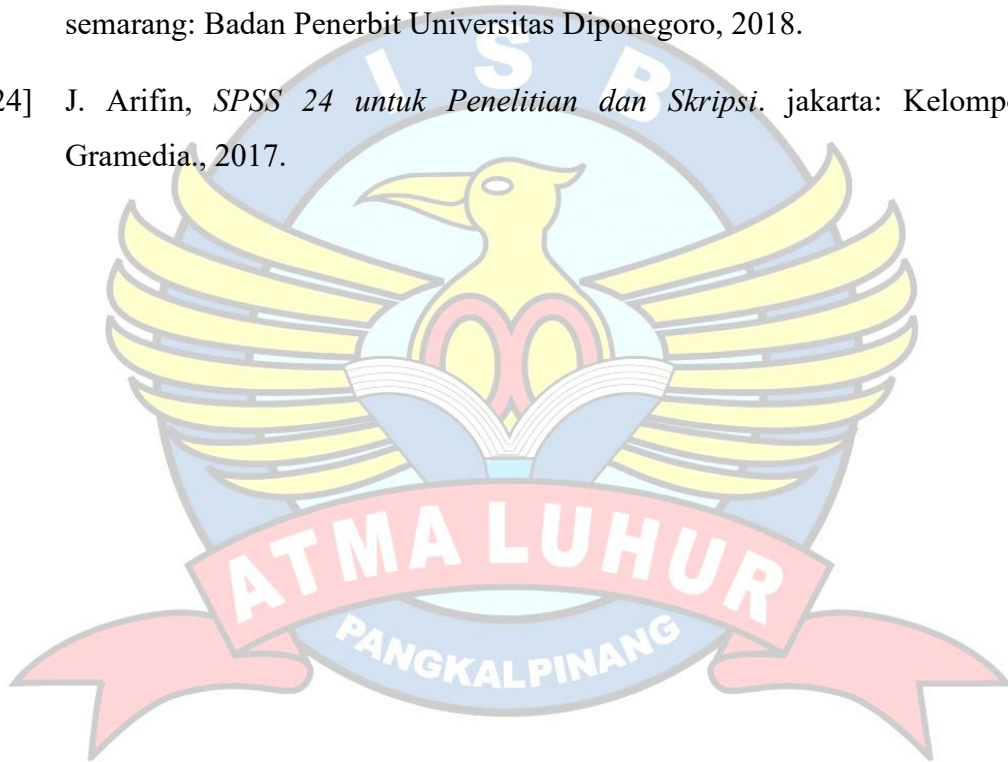 semarang: Badan Penerbit Universitas Diponegoro, 2018.
24] J. Arifin, SPSS 24 untuk Penelitian dan Skripsi. jakarta: Kelomp
Gramedia., 2017.
I S B
ATMA LUHUR
PANGKALPINANG